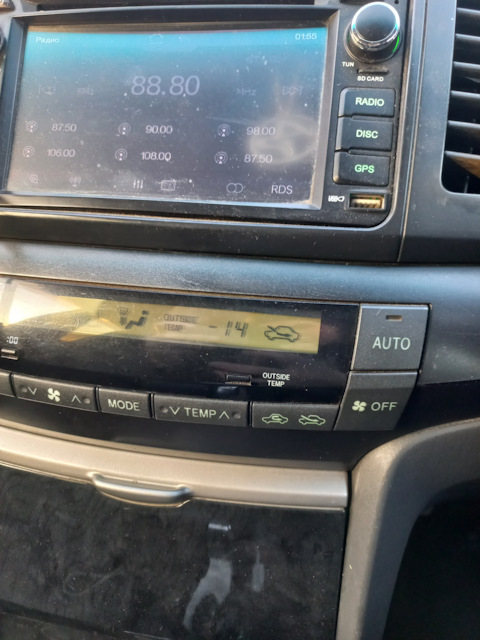 Радио 01:55
TUN
SD CARD
88.80
MHz
RADIO
87.50 90.00 98.00
DISC
106.00 108.00 87.50
GPS
RDS
OUTSIDE
TEMP -14
AUTO
:00
OUTSIDE
TEMP
∨ ∧ MODE ∨ TEMP ∧ OFF